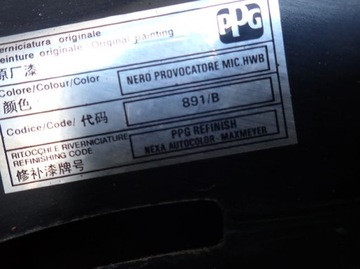 erniciatura originale
PPG
einture originale. Original painting
原厂漆
Colore/Colour/Color
NERO PROVOCATORE MIC HWB
颜色
Codice/Code/代码
891/B
RITOCCHI E RIVERNICIATURE
REFINISHING CODE
PPG REFINISH
NEXA AUTOCOLOR - MAXMEYER
修补漆牌号